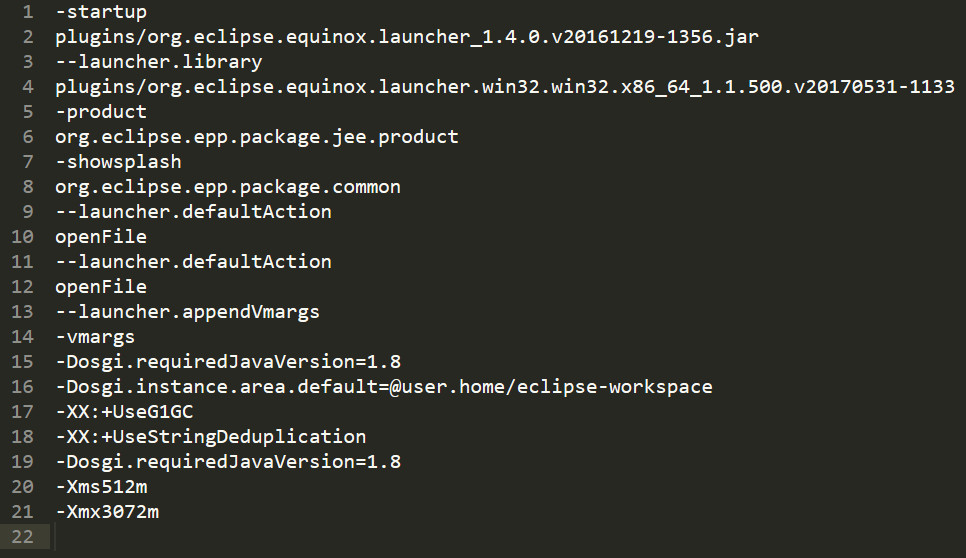 1 -startup
2 plugins/org.eclipse.equinox.launcher_1.4.0.v20161219-1356.jar
3 --launcher.library
4 plugins/org.eclipse.equinox.launcher.win32.win32.x86_64_1.1.500.v20170531-1133
5 -product
6 org.eclipse.epp.package.jee.product
7 -showsplash
8 org.eclipse.epp.package.common
9 --launcher.defaultAction
10 openFile
11 --launcher.defaultAction
12 openFile
13 --launcher.appendVmargs
14 -vmargs
15 -Dosgi.requiredJavaVersion=1.8
16 -Dosgi.instance.area.default=@user.home/eclipse-workspace
17 -XX:+UseG1GC
18 -XX:+UseStringDeduplication
19 -Dosgi.requiredJavaVersion=1.8
20 -Xms512m
21 -Xmx3072m
22